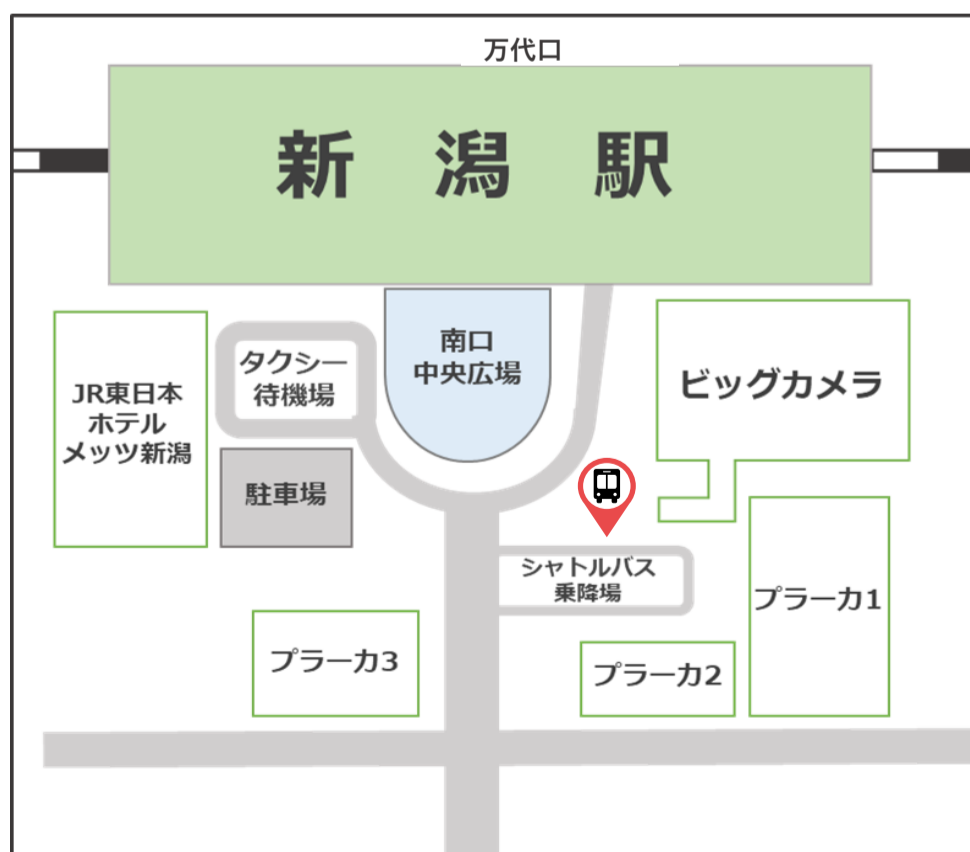 万代口
新潟駅
南口
中央広場
タクシー
待機場
JR東日本
ホテル
メッツ新潟
ビッグカメラ
駐車場
シャトルバス
乗降場
プラーカ1
プラーカ3
プラーカ2